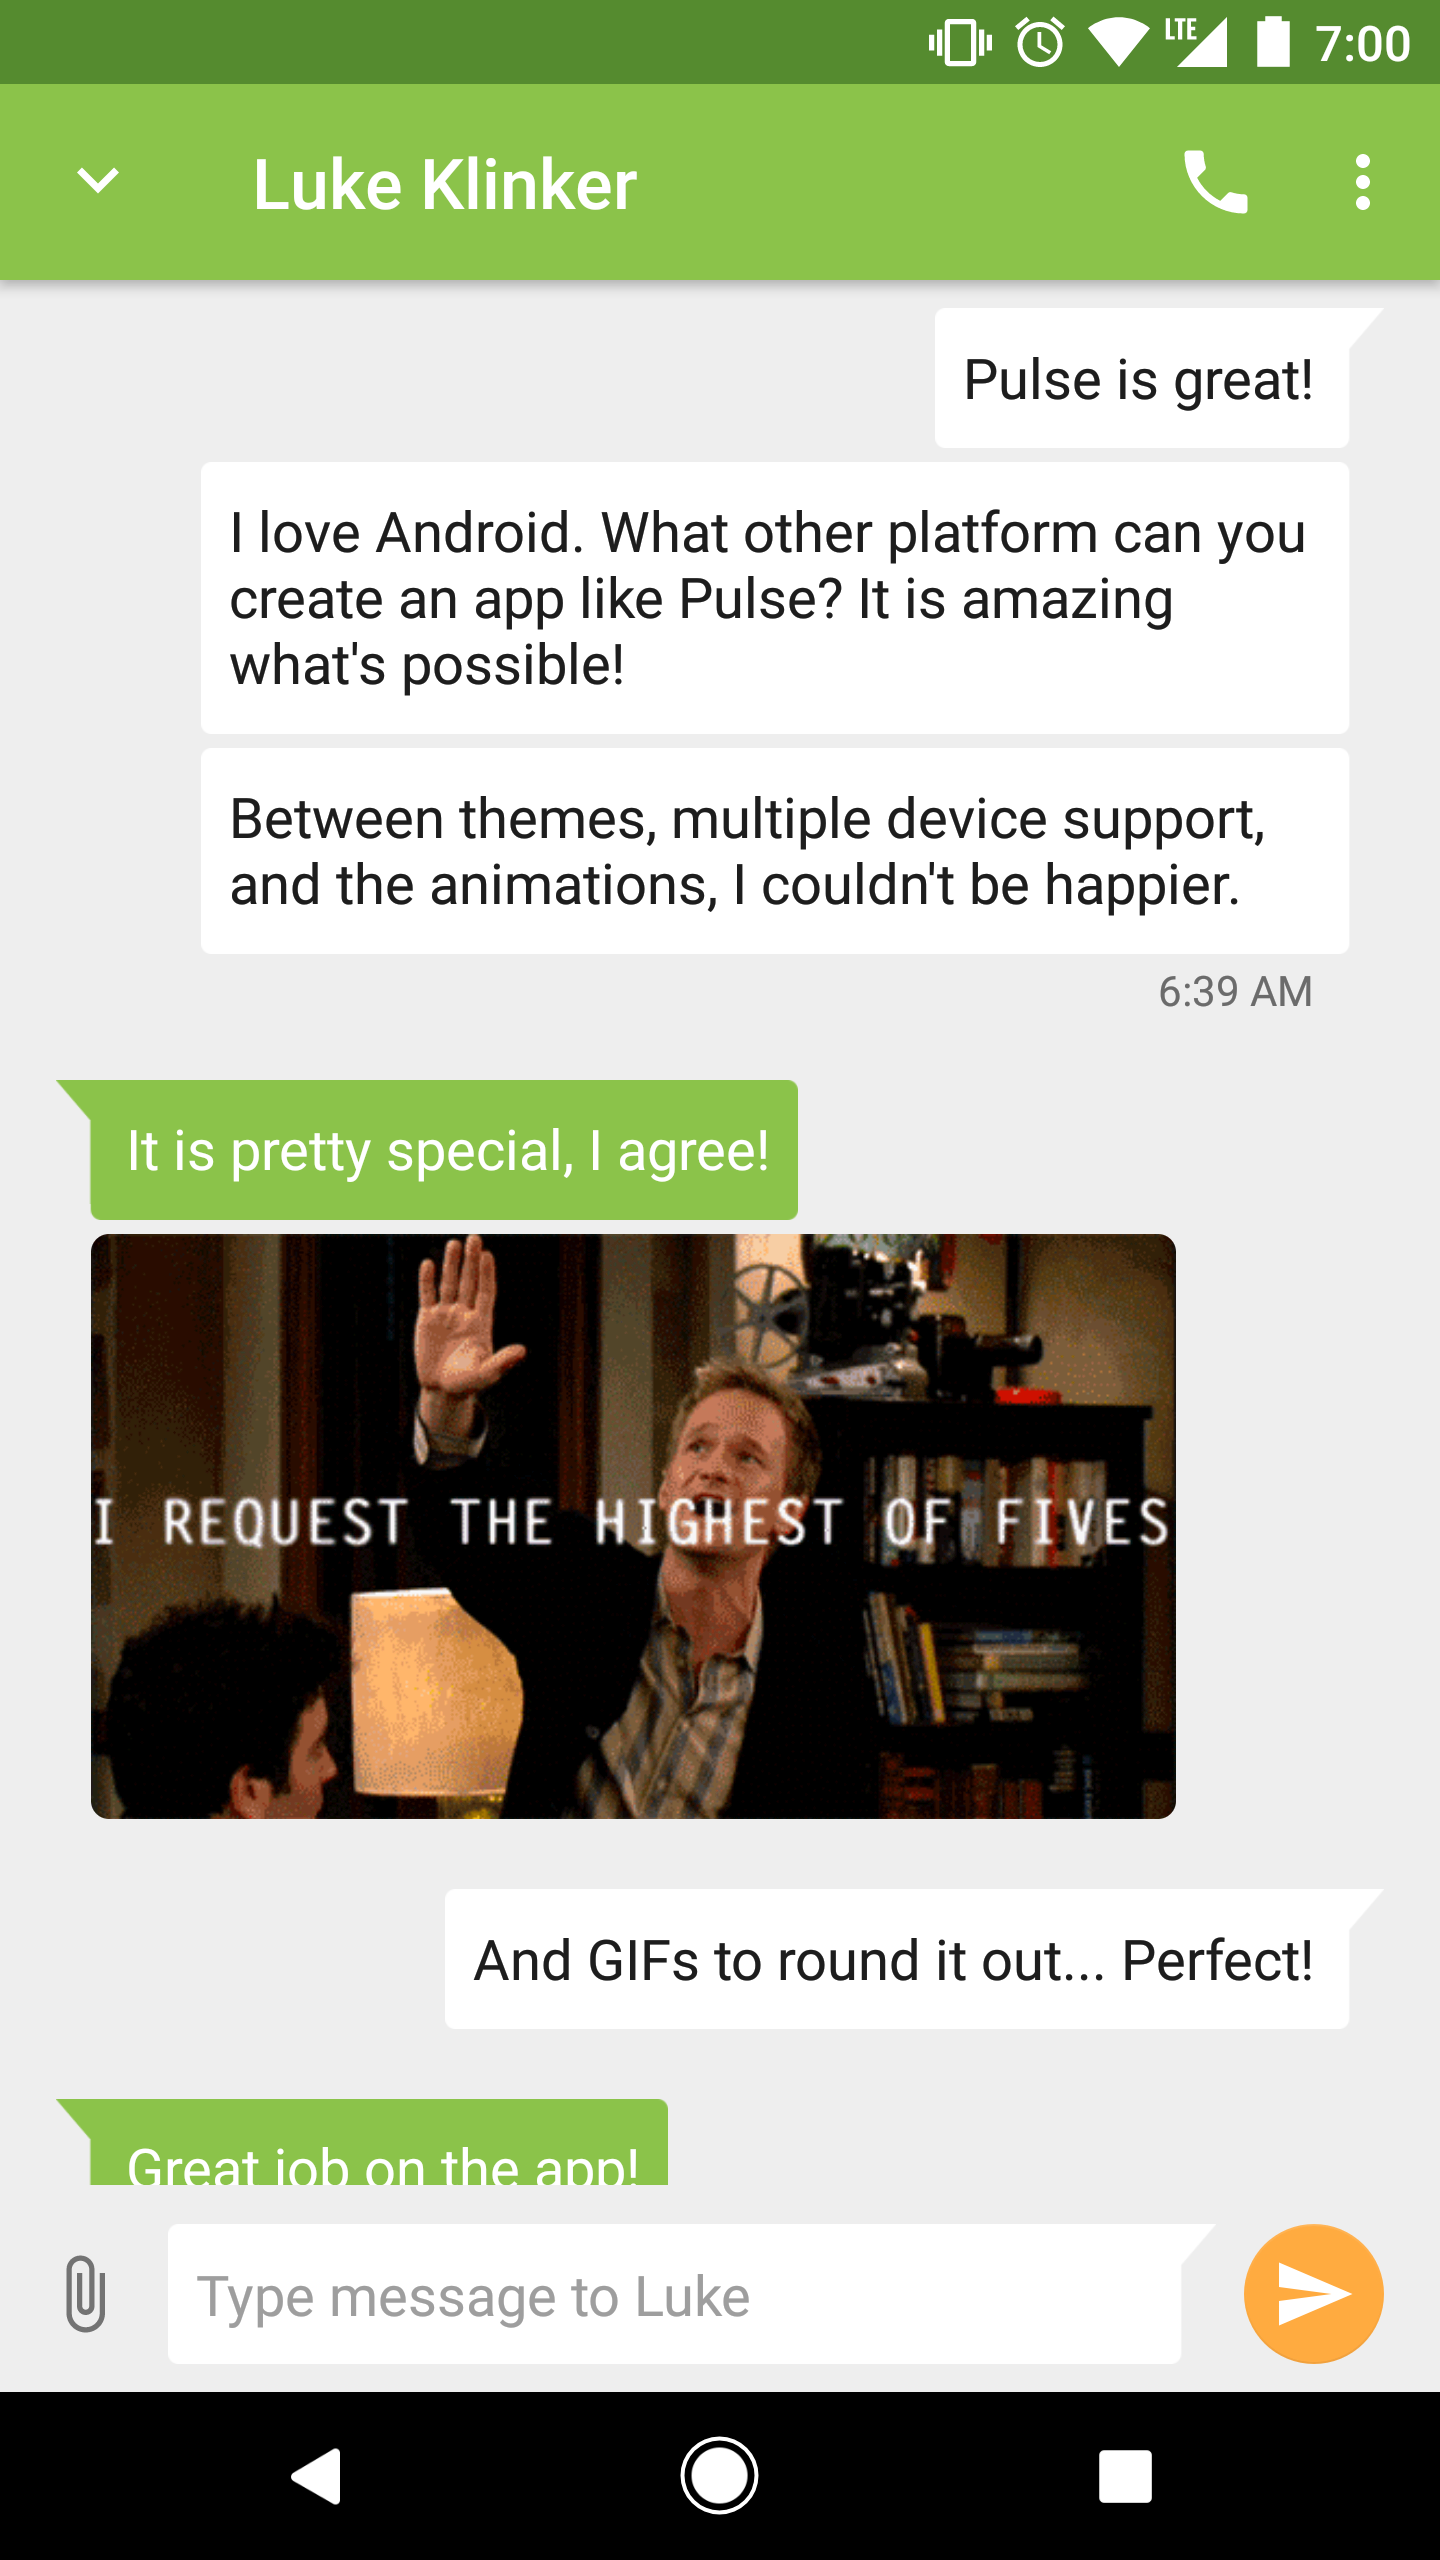 LTE 7:00
Luke Klinker
Pulse is great!
I love Android. What other platform can you
create an app like Pulse? It is amazing
what's possible!
Between themes, multiple device support,
and the animations, I couldn't be happier.
6:39 AM
It is pretty special, I agree!
I REQUEST THE HIGHEST OF FIVES
And GIFs to round it out... Perfect!
Great job on the app!
Type message to Luke